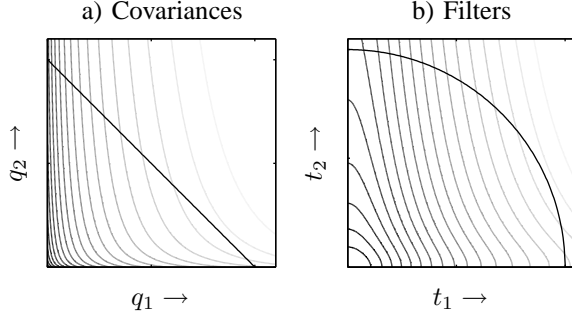 a) Covariances
b) Filters
q₂ →
t₂ →
q₁ →
t₁ →